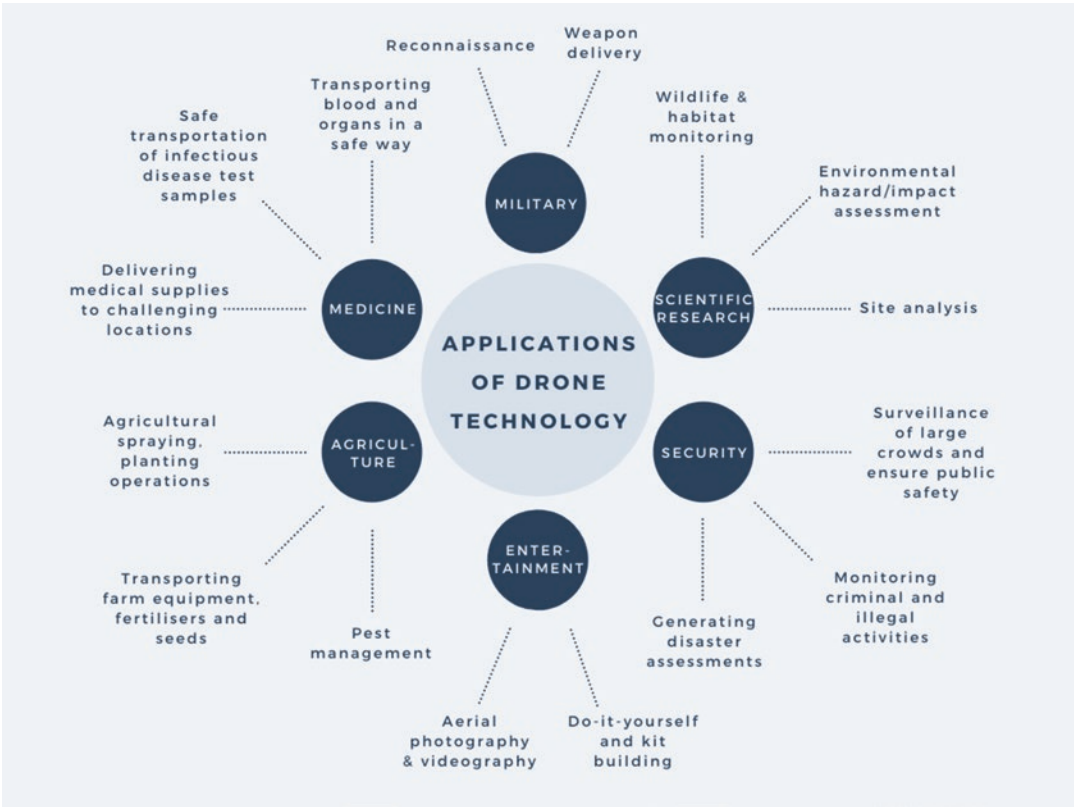 APPLICATIONS
OF DRONE
TECHNOLOGY
MILITARY
Reconnaissance
Weapon
delivery
SCIENTIFIC
RESEARCH
Wildlife &
habitat
monitoring
Environmental
hazard/impact
assessment
Site analysis
SECURITY
Surveillance
of large
crowds and
ensure public
safety
Monitoring
criminal and
illegal
activities
Generating
disaster
assessments
ENTER-
TAINMENT
Do-it-yourself
and kit
building
Aerial
photography
& videography
AGRICUL-
TURE
Pest
management
Transporting
farm equipment,
fertilisers and
seeds
Agricultural
spraying,
planting
operations
MEDICINE
Delivering
medical supplies
to challenging
locations
Safe
transportation
of infectious
disease test
samples
Transporting
blood and
organs in a
safe way